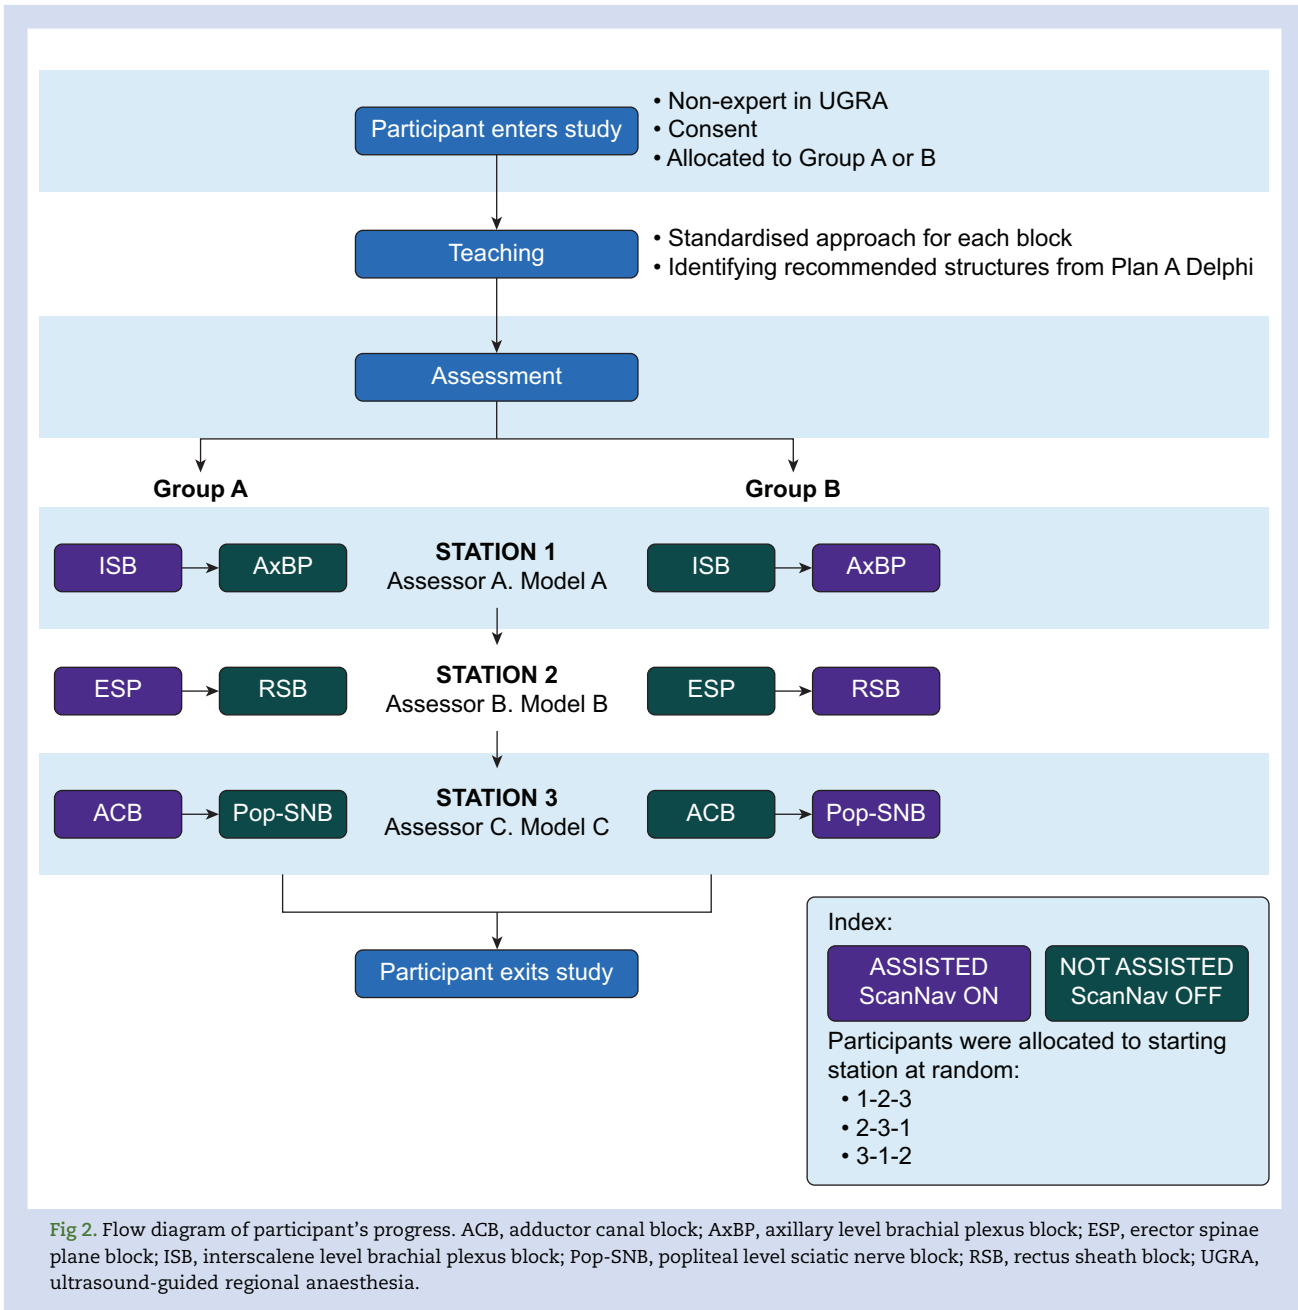 Participant enters study
• Non-expert in UGRA
• Consent
• Allocated to Group A or B
Teaching
• Standardised approach for each block
• Identifying recommended structures from Plan A Delphi
Assessment
Group A
Group B
ISB
AxBP
STATION 1
Assessor A. Model A
ISB
AxBP
ESP
RSB
STATION 2
Assessor B. Model B
ESP
RSB
ACB
Pop-SNB
STATION 3
Assessor C. Model C
ACB
Pop-SNB
Participant exits study
Index:
ASSISTED
ScanNav ON
NOT ASSISTED
ScanNav OFF
Participants were allocated to starting
station at random:
• 1-2-3
• 2-3-1
• 3-1-2
Fig 2. Flow diagram of participant's progress. ACB, adductor canal block; AxBP, axillary level brachial plexus block; ESP, erector spinae
plane block; ISB, interscalene level brachial plexus block; Pop-SNB, popliteal level sciatic nerve block; RSB, rectus sheath block; UGRA,
ultrasound-guided regional anaesthesia.